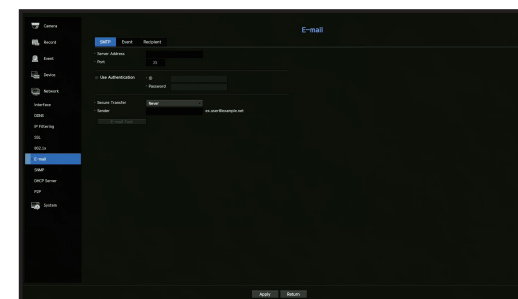 E-mail
Camera
Record
Event
Device
Network
Interface
DDNS
IP Filtering
SSL
802.1x
E-mail
SNMP
DHCP Server
P2P
System
SMTP Event Recipient
Server Address
Port 25
Use Authentication
ID
Password
Secure Transfer Never
Sender ex.user@example.net
E-mail Test
Apply Return